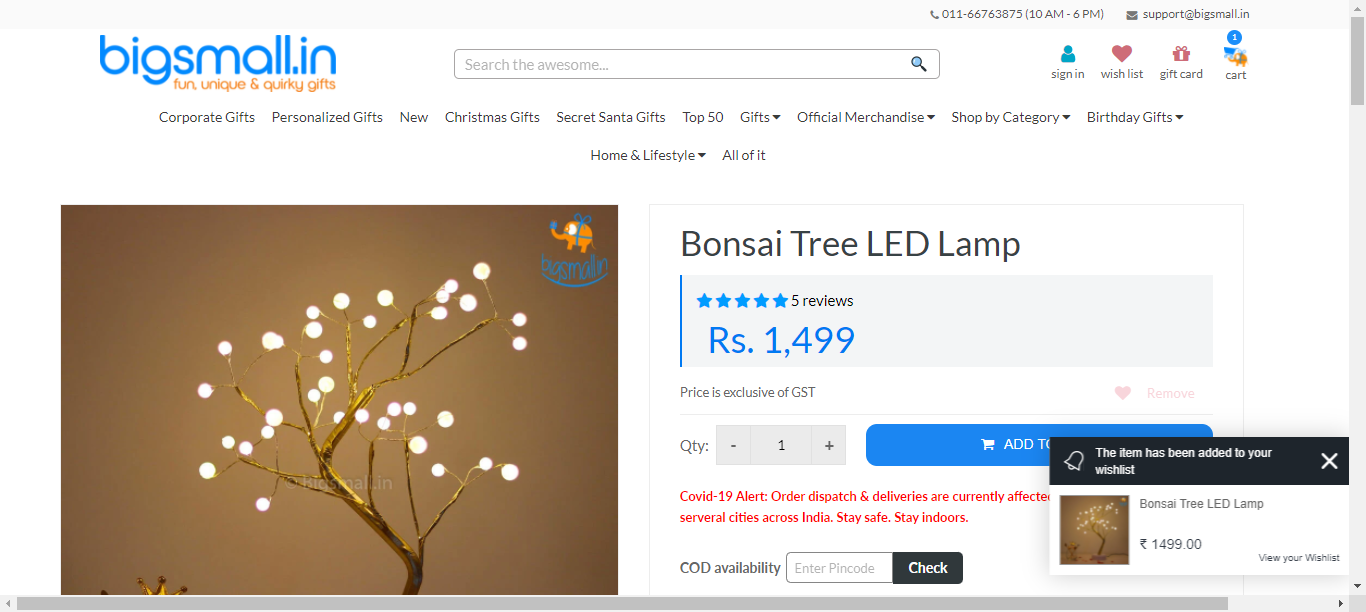 011-66763875 (10 AM - 6 PM) support@bigsmall.in
bigsmall.in
fun, unique & quirky gifts
Search the awesome...
sign in
wish list
gift card
1
cart
Corporate Gifts Personalized Gifts New Christmas Gifts Secret Santa Gifts Top 50 Gifts Official Merchandise Shop by Category Birthday Gifts
Home & Lifestyle All of it
bigsmall.in
© Bigsmall.in
Bonsai Tree LED Lamp
5 reviews
Rs. 1,499
Price is exclusive of GST
Remove
Qty: - 1 +
ADD TO
Covid-19 Alert: Order dispatch & deliveries are currently affected
serveral cities across India. Stay safe. Stay indoors.
COD availability Enter Pincode Check
The item has been added to your
wishlist
Bonsai Tree LED Lamp
₹ 1499.00
View your Wishlist